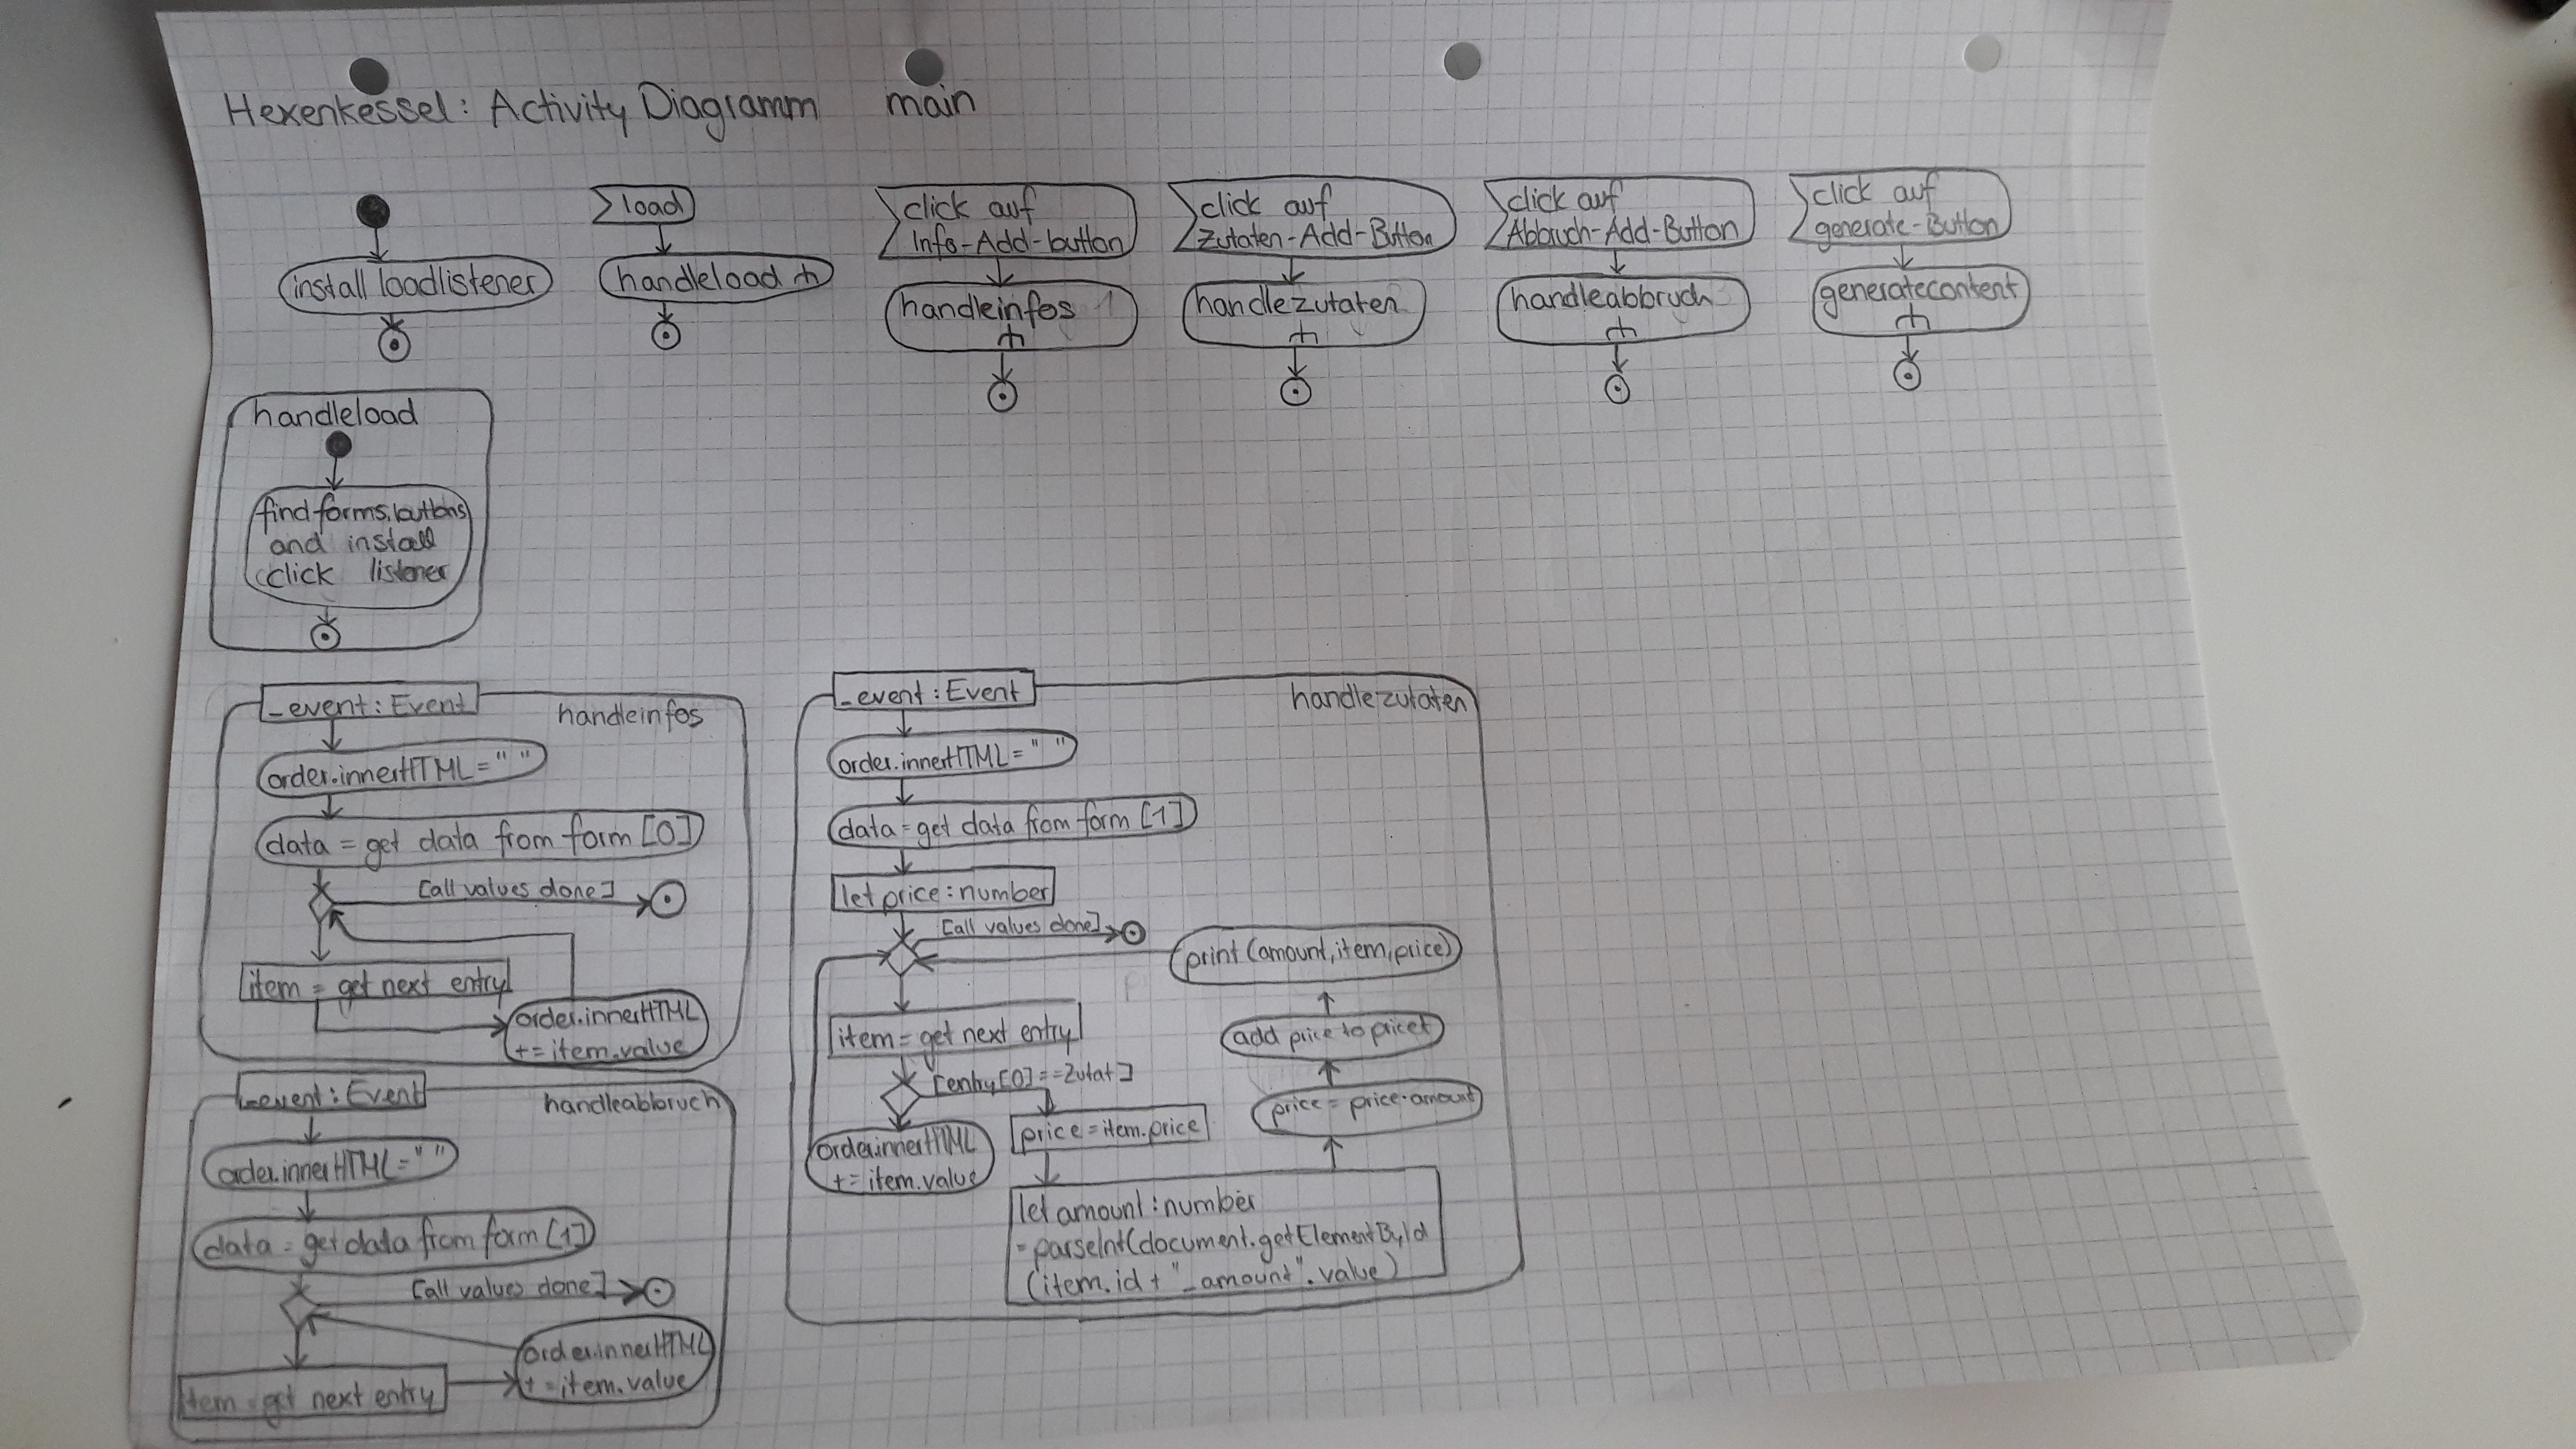 Hexenkessel: Activity Diagramm main
install loadlistener
load
handleload
click auf
Info-Add-button
handleinfos
click auf
Zutaten-Add-Button
handlezutaten
click auf
Abbruch-Add-Button
handleabbruch
click auf
generate-Button
generatecontent
handleload
find forms, buttons
and install
click listener
_event: Event
handleinfos
order.innerHTML = " "
data = get data from form [0]
[all values done]
item = get next entry
order.innerHTML
+= item.value
_event: Event
handlezutaten
order.innerHTML = " "
data = get data from form [1]
let price: number
[all values done]
print (amount, item, price)
item = get next entry
add price to pricet
[entry[0] == Zutat]
price = price·amount
price = item.price
order.innerHTML
+= item.value
let amount: number
= parseInt(document.getElementById
(item.id + "_amount".value)
_event: Event
handleabbruch
order.innerHTML = " "
data = get data from form [1]
[all values done]
order.innerHTML
+= item.value
item = get next entry